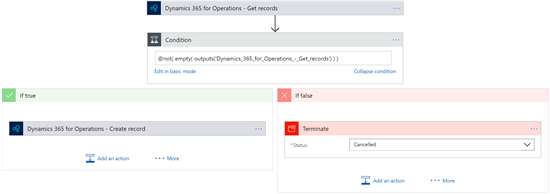 Dynamics 365 for Operations - Get records
Condition
@not( empty( outputs('Dynamics_365_for_Operations_-_Get_records') ) )
Edit in basic mode
Collapse condition
If true
Dynamics 365 for Operations - Create record
Add an action
More
If false
Terminate
* Status
Cancelled
Add an action
More